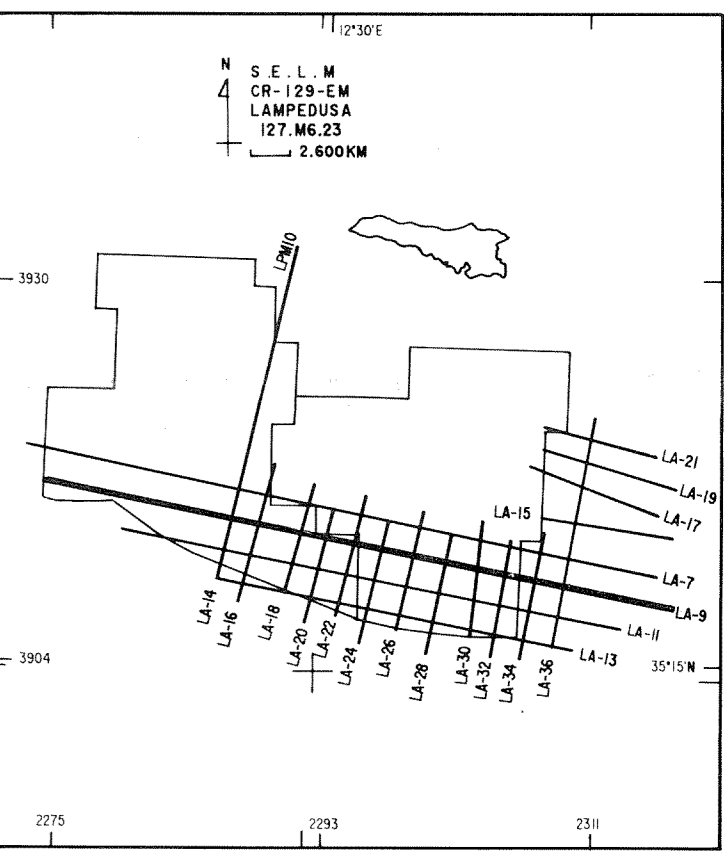 12°30'E
N
S.E.L.M
CR-129-EM
LAMPEDUSA
127.M6.23
2.600KM
LPM10
3930
LA-21
LA-19
LA-17
LA-15
LA-7
LA-9
LA-11
LA-13
LA-14
LA-16
LA-18
LA-20
LA-22
LA-24
LA-26
LA-28
LA-30
LA-32
LA-34
LA-36
3904
35°15'N
2275
2293
2311